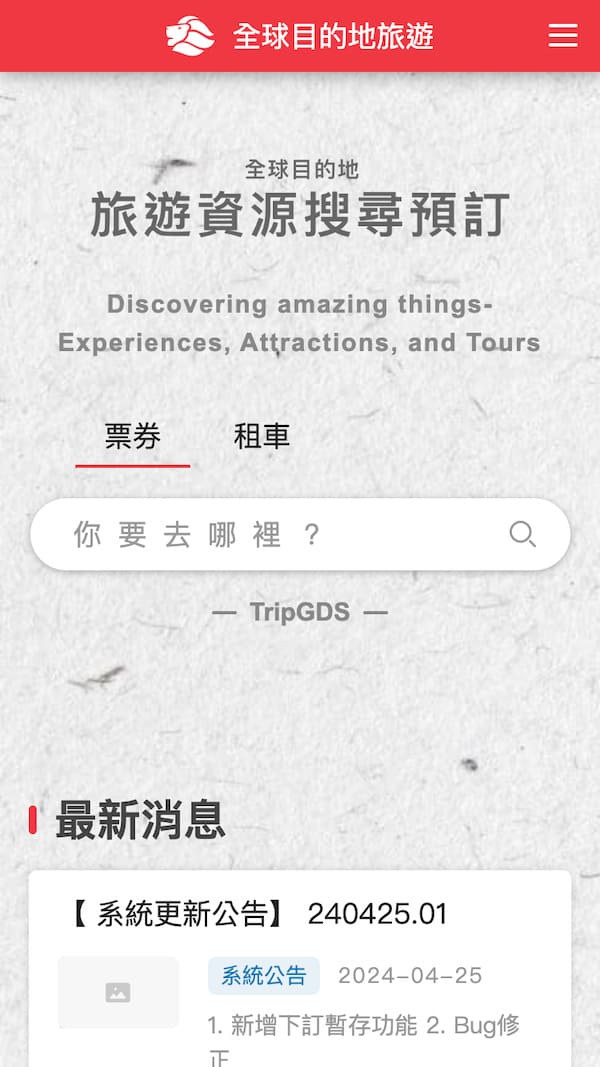 全球目的地旅遊
全球目的地
旅遊資源搜尋預訂
Discovering amazing things-
Experiences, Attractions, and Tours
票券 租車
你要去哪裡？
— TripGDS —
最新消息
【 系統更新公告】 240425.01
系統公告 2024-04-25
1. 新增下訂暫存功能 2. Bug修
正